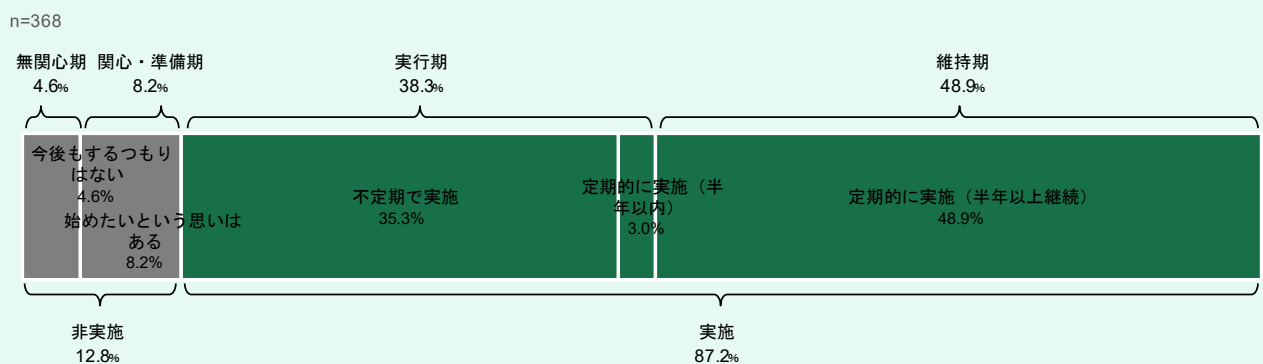 n=368
無関心期
4.6%
関心・準備期
8.2%
実行期
38.3%
維持期
48.9%
今後もするつもり
はない
4.6%
始めたいという思いは
ある
8.2%
不定期で実施
35.3%
定期的に実施（半
年以内）
3.0%
定期的に実施（半年以上継続）
48.9%
非実施
12.8%
実施
87.2%